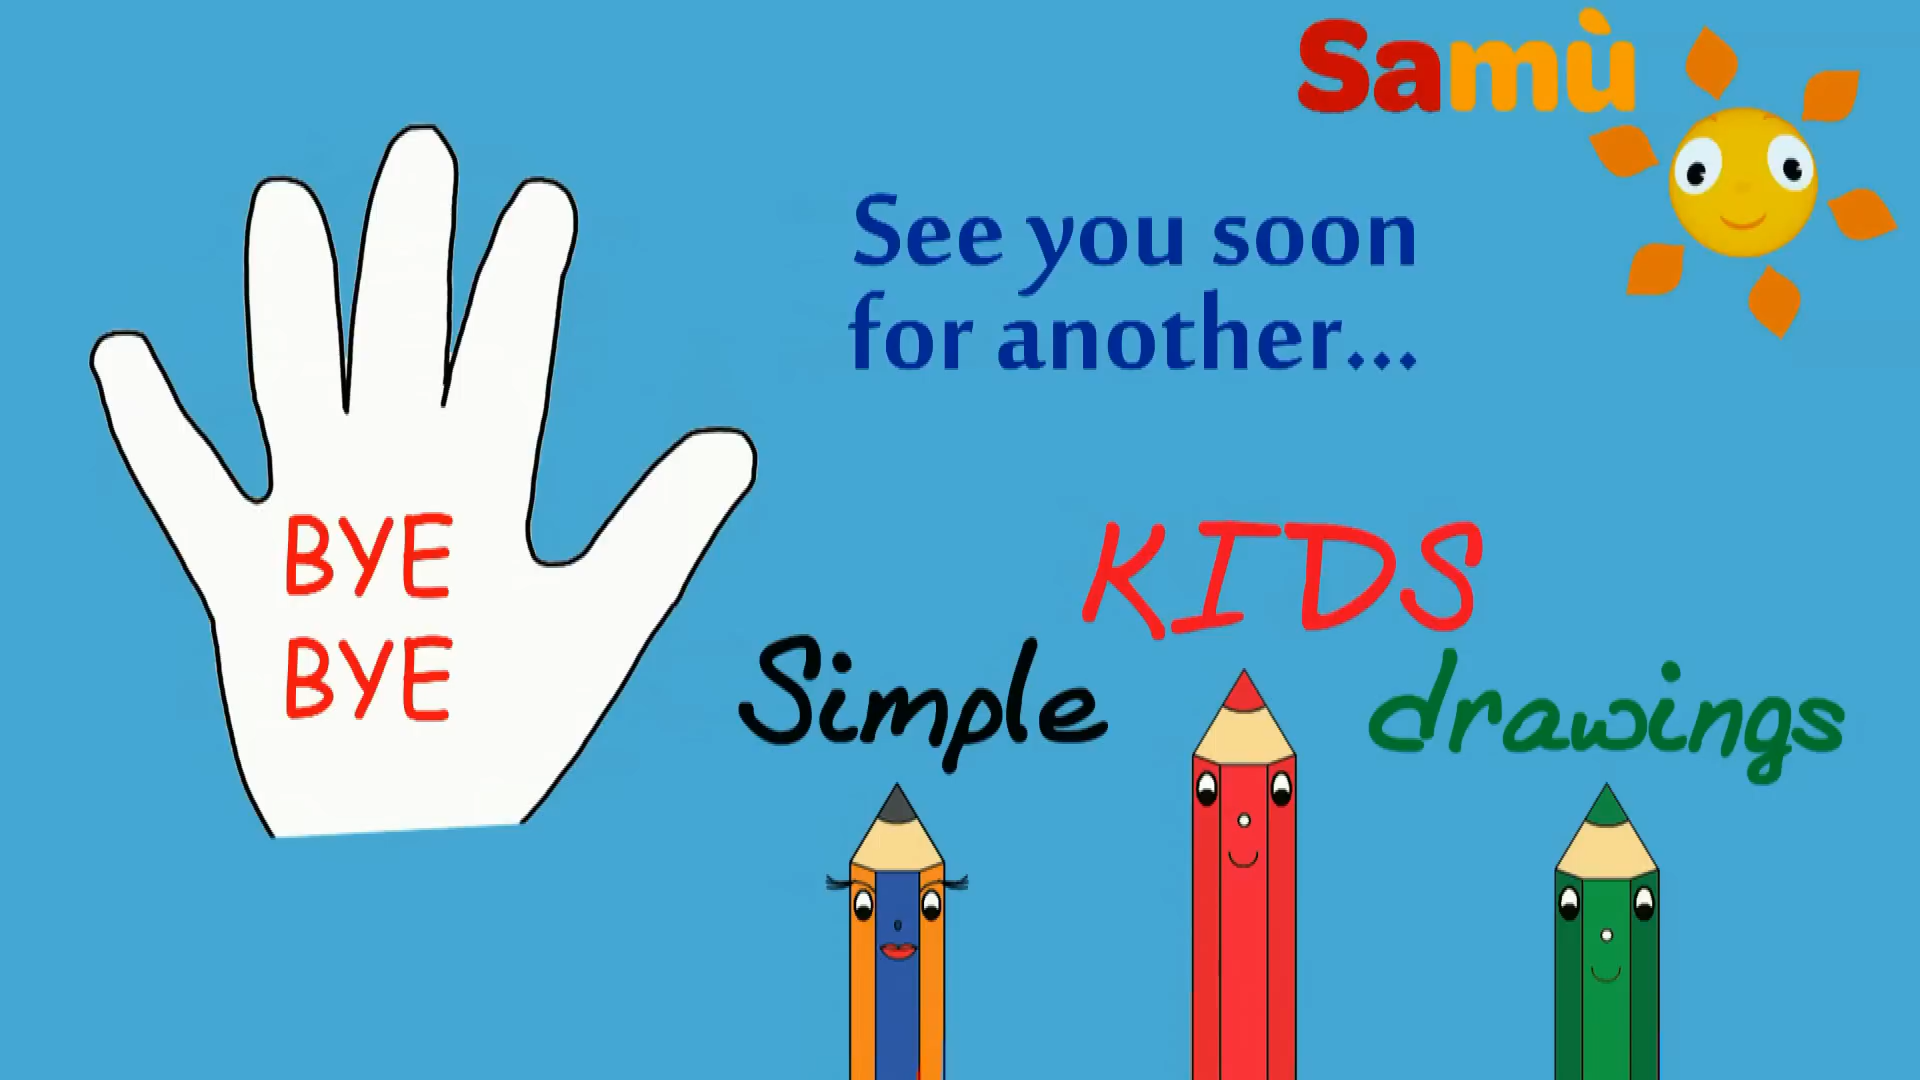 Samù
See you soon
for another...
BYE
BYE
KIDS
Simple
drawings